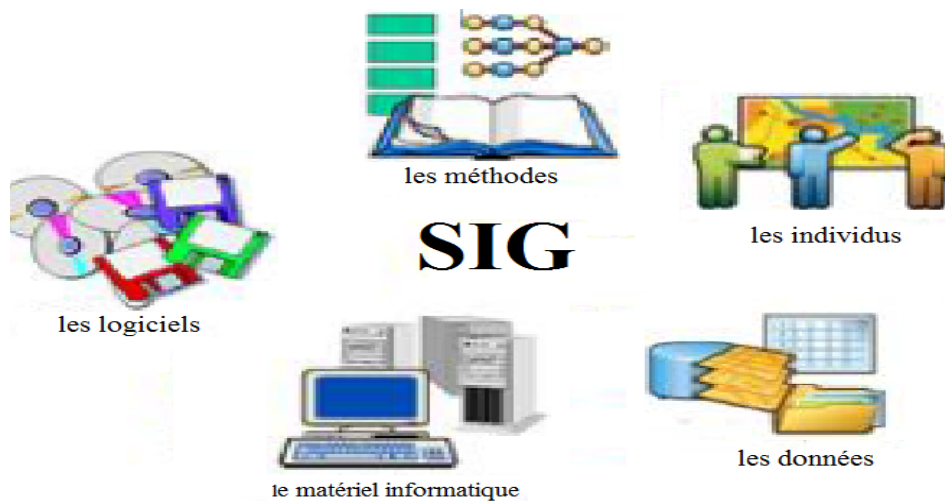 les méthodes
SIG
les individus
les logiciels
les données
le matériel informatique